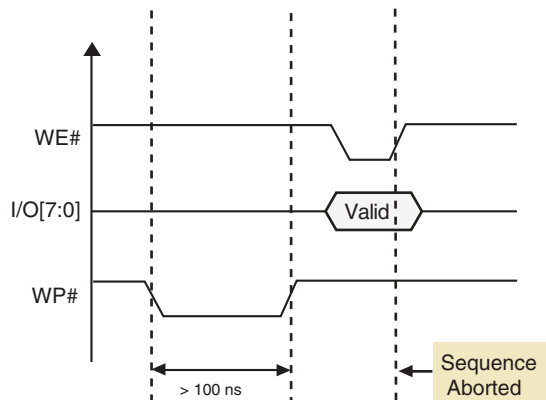 WE#
I/O[7:0]
Valid
WP#
> 100 ns
Sequence
Aborted